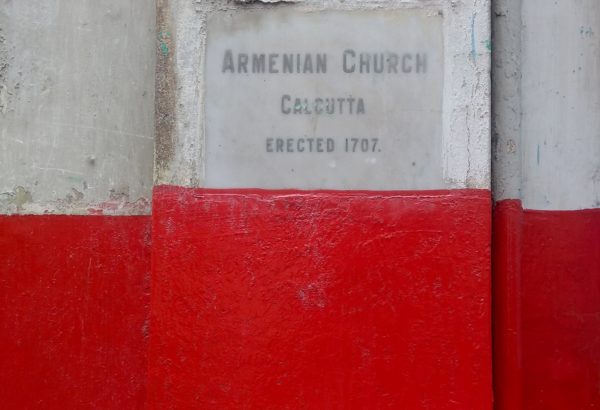 ARMENIAN CHURCH
CALCUTTA
ERECTED 1707.